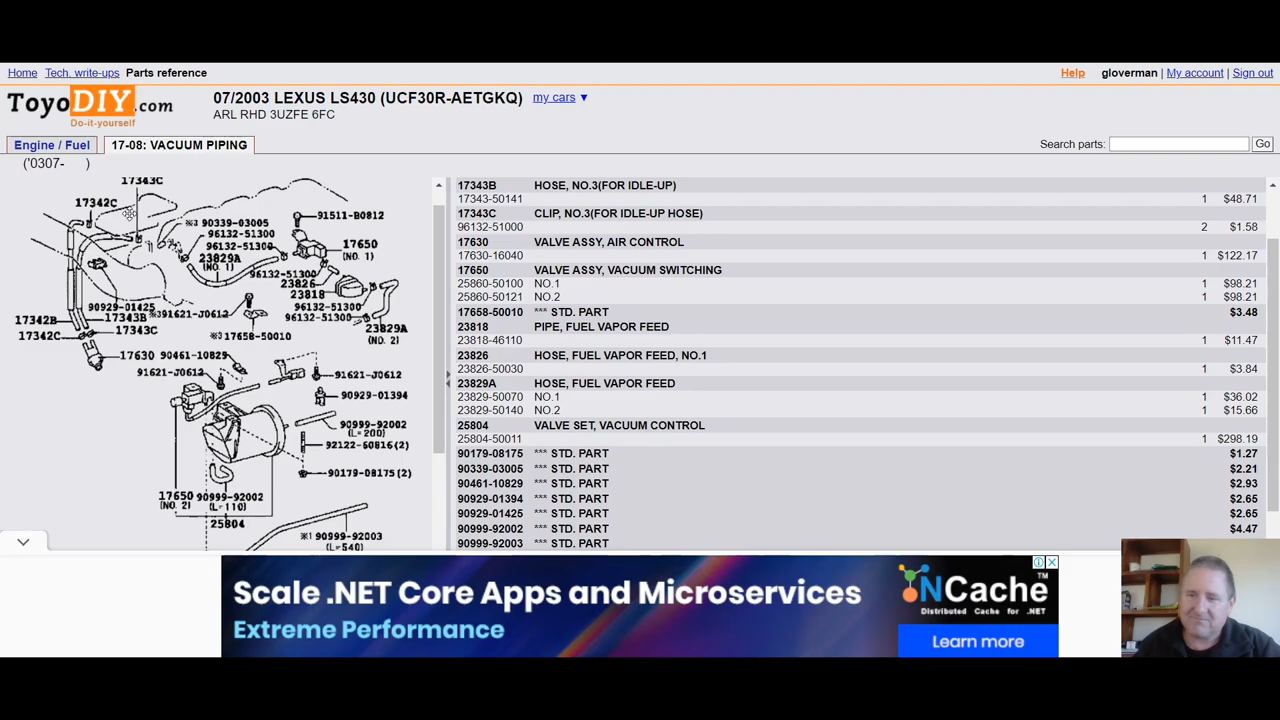 Home Tech. write-ups Parts reference
Help gloverman | My account | Sign out
ToyoDIY.com
Do-it-yourself
07/2003 LEXUS LS430 (UCF30R-AETGKQ) my cars ▼
ARL RHD 3UZFE 6FC
Engine / Fuel 17-08: VACUUM PIPING
Search parts: Go
('0307- )
17343C
17342C
※3 90339-03005
91511-B0812
96132-51300
96132-51300
17650
(NO. 1)
23829A
(NO. 1)
96132-51300
23826
23818
90929-01425
96132-51300
17342B
17343B
※391621-J0612
96132-51300
17342C
17343C
※317658-50010
23829A
(NO. 2)
17630
90461-10829
91621-J0612
91621-J0612
90929-01394
90999-92002
(L=200)
92122-60816(2)
90179-08175(2)
17650
(NO. 2)
90999-92002
(L=110)
25804
※1 90999-92003
(L=540)
17343B HOSE, NO.3(FOR IDLE-UP)
17343-50141 1 $48.71
17343C CLIP, NO.3(FOR IDLE-UP HOSE)
96132-51000 2 $1.58
17630 VALVE ASSY, AIR CONTROL
17630-16040 1 $122.17
17650 VALVE ASSY, VACUUM SWITCHING
25860-50100 NO.1 1 $98.21
25860-50121 NO.2 1 $98.21
17658-50010 *** STD. PART $3.48
23818 PIPE, FUEL VAPOR FEED
23818-46110 1 $11.47
23826 HOSE, FUEL VAPOR FEED, NO.1
23826-50030 1 $3.84
23829A HOSE, FUEL VAPOR FEED
23829-50070 NO.1 1 $36.02
23829-50140 NO.2 1 $15.66
25804 VALVE SET, VACUUM CONTROL
25804-50011 1 $298.19
90179-08175 *** STD. PART $1.27
90339-03005 *** STD. PART $2.21
90461-10829 *** STD. PART $2.93
90929-01394 *** STD. PART $2.65
90929-01425 *** STD. PART $2.65
90999-92002 *** STD. PART $4.47
90999-92003 *** STD. PART
Scale .NET Core Apps and Microservices
Extreme Performance
NCache™
Distributed Cache for .NET
Learn more